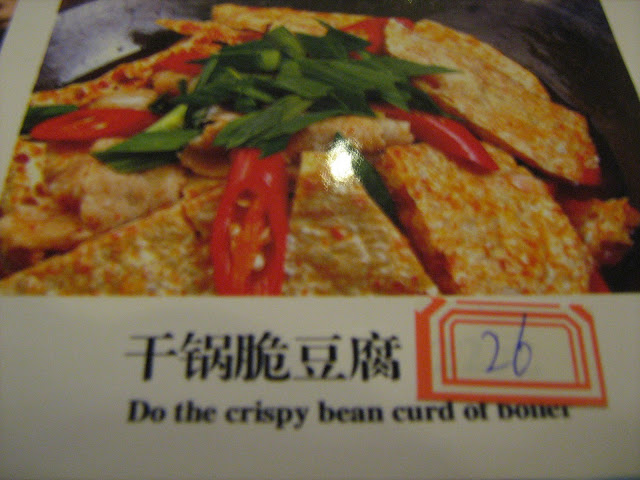 干锅脆豆腐
26
Do the crispy bean curd of boiler